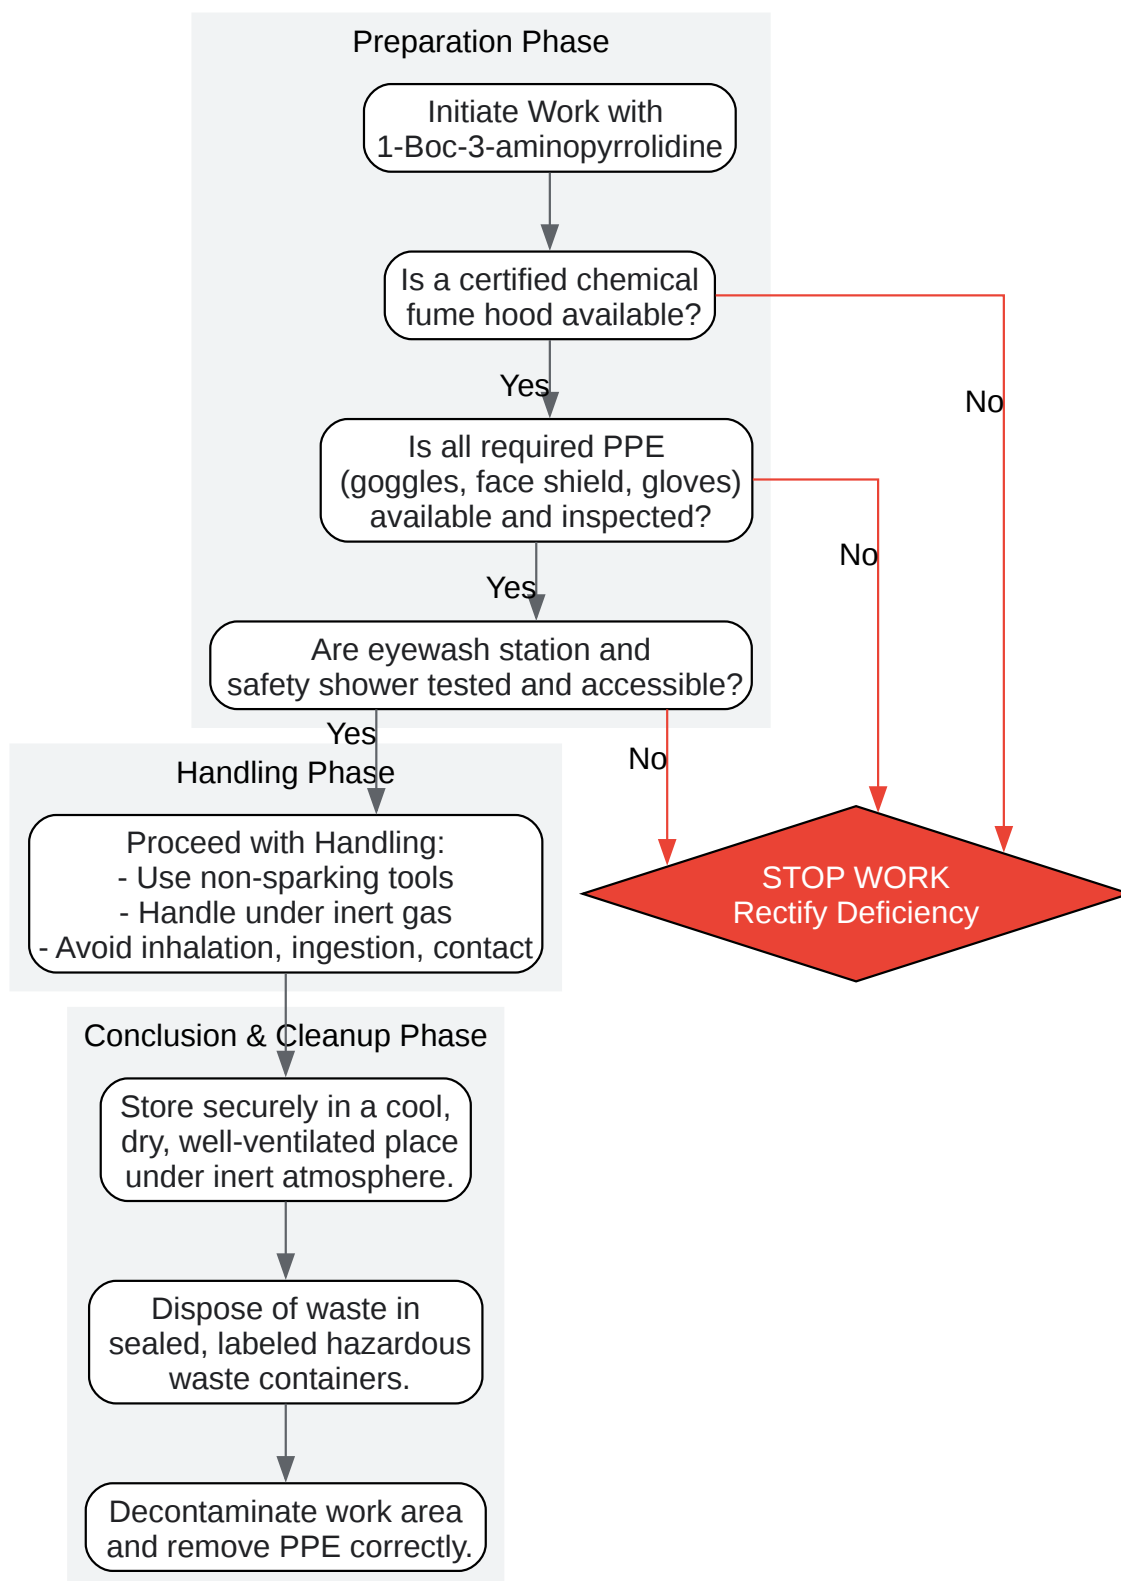 Preparation Phase
Initiate Work with
1-Boc-3-aminopyrrolidine
Is a certified chemical
fume hood available?
Yes
No
Is all required PPE
(goggles, face shield, gloves)
available and inspected?
Yes
No
Are eyewash station and
safety shower tested and accessible?
Yes
No
Handling Phase
Proceed with Handling:
- Use non-sparking tools
- Handle under inert gas
- Avoid inhalation, ingestion, contact
STOP WORK
Rectify Deficiency
Conclusion & Cleanup Phase
Store securely in a cool,
dry, well-ventilated place
under inert atmosphere.
Dispose of waste in
sealed, labeled hazardous
waste containers.
Decontaminate work area
and remove PPE correctly.